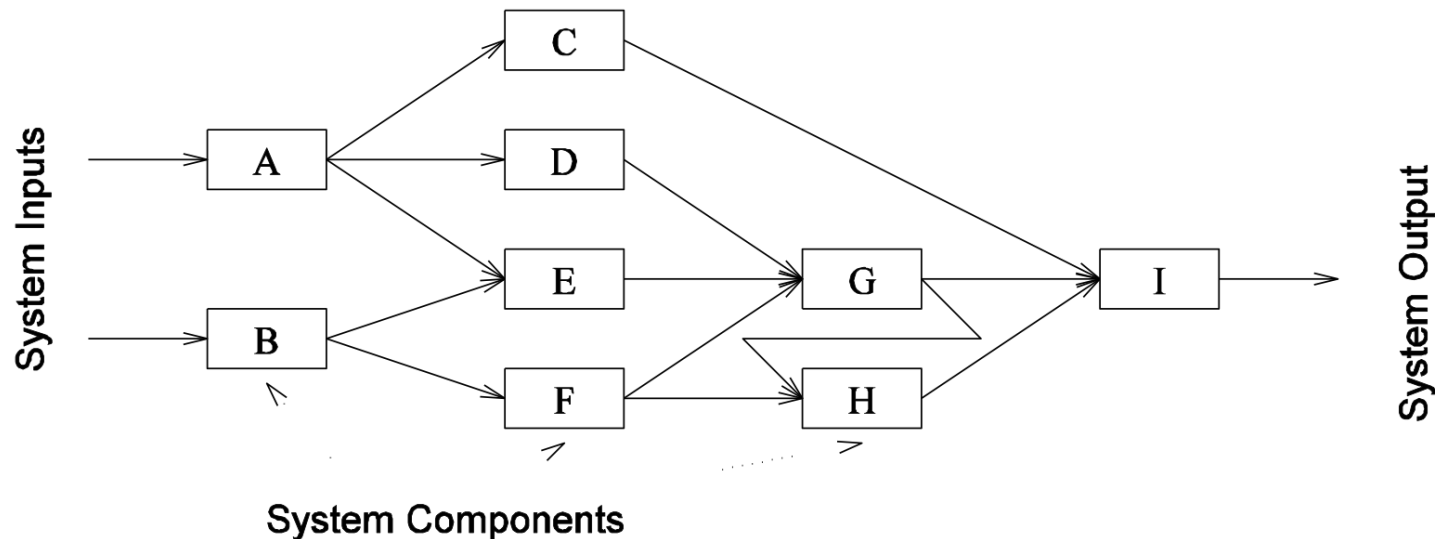 System Inputs
A
B
C
D
E
F
G
H
I
System Output
System Components